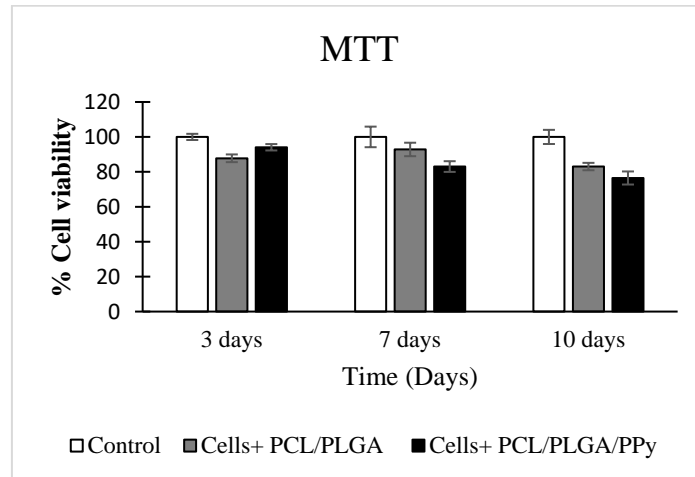 MTT
% Cell viability
120
100
80
60
40
20
0
3 days
7 days
10 days
Time (Days)
Control
Cells+ PCL/PLGA
Cells+ PCL/PLGA/PPy